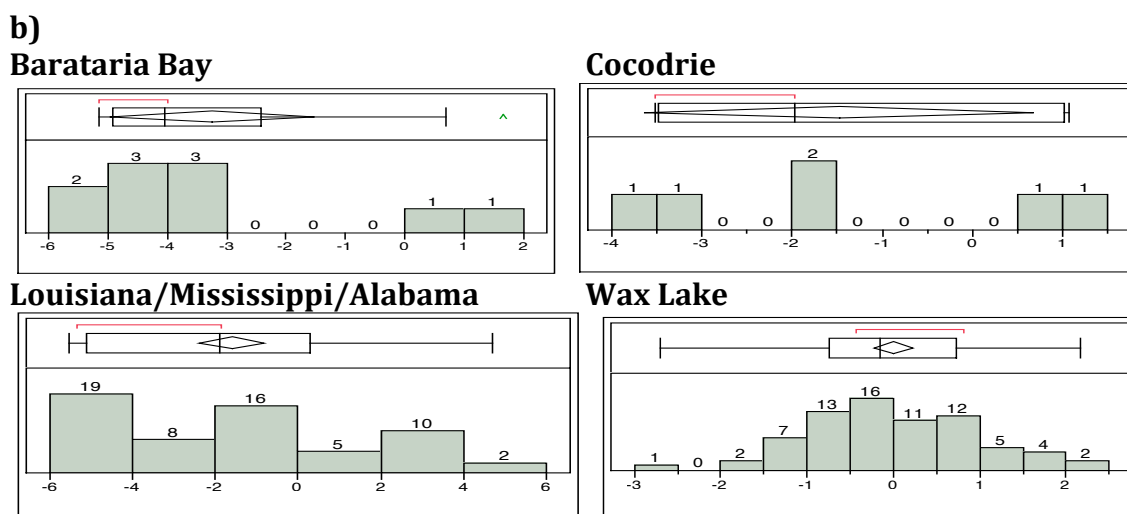 b)
Barataria Bay
Cocodrie
2 3 3 0 0 0 1 1
-6 -5 -4 -3 -2 -1 0 1 2
1 1 0 0 2 0 0 0 0 1 1
-4 -3 -2 -1 0 1
Louisiana/Mississippi/Alabama
Wax Lake
19 8 16 5 10 2
-6 -4 -2 0 2 4 6
1 0 2 7 13 16 11 12 5 4 2
-3 -2 -1 0 1 2